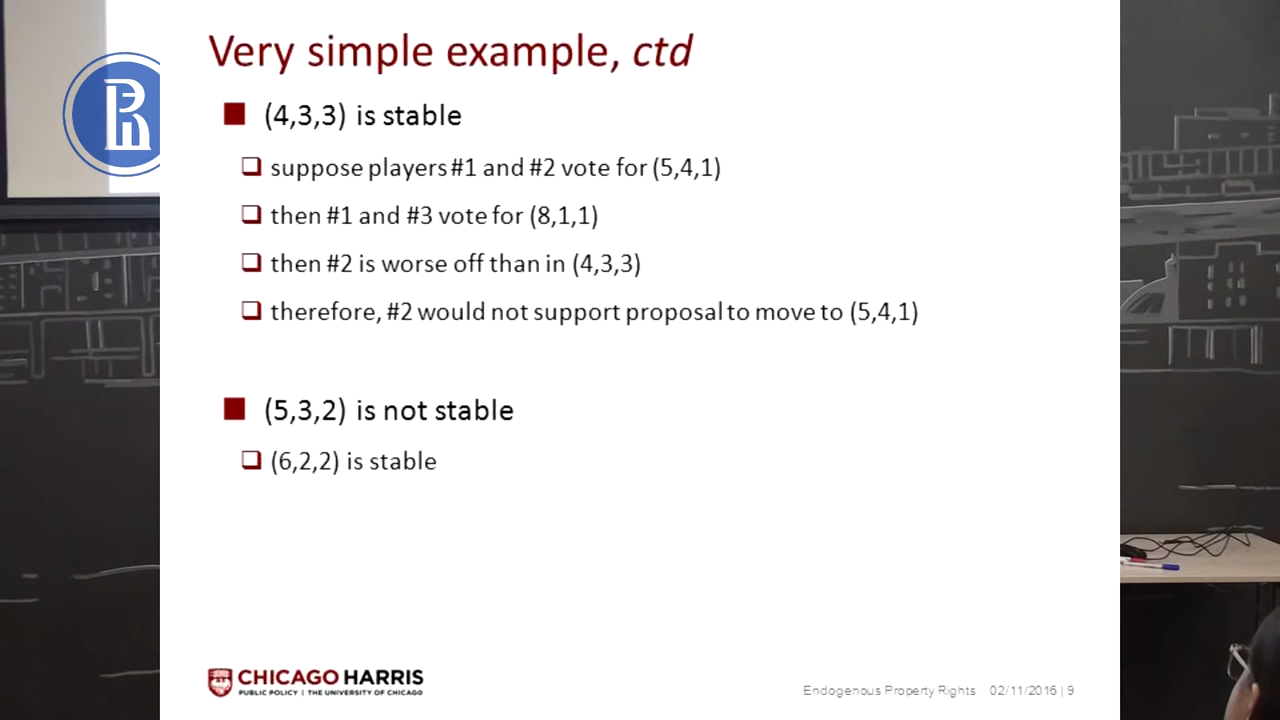 Very simple example, ctd
(4,3,3) is stable
suppose players #1 and #2 vote for (5,4,1)
then #1 and #3 vote for (8,1,1)
then #2 is worse off than in (4,3,3)
therefore, #2 would not support proposal to move to (5,4,1)
(5,3,2) is not stable
(6,2,2) is stable
CHICAGO HARRIS
PUBLIC POLICY | THE UNIVERSITY OF CHICAGO
Endogenous Property Rights 02/11/2016 | 9